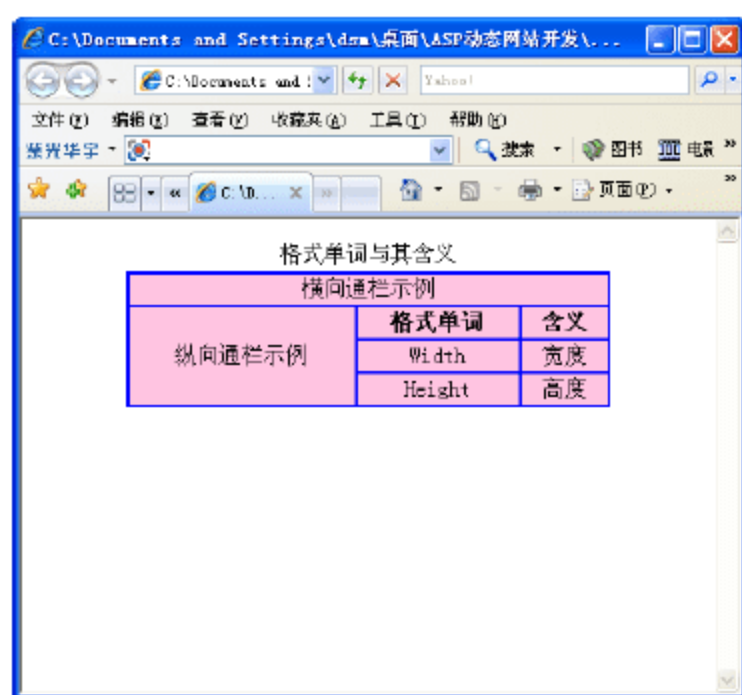 C:\Documents and Settings\dsm\桌面\ASP动态网站开发\...
C:\Documents and
Yahoo!
文件(F) 编辑(E) 查看(V) 收藏夹(A) 工具(T) 帮助(H)
紫光华宇 搜索 图书 电
C:\D...
页面(P)
格式单词与其含义
横向通栏示例
纵向通栏示例 格式单词 含义
Width 宽度
Height 高度